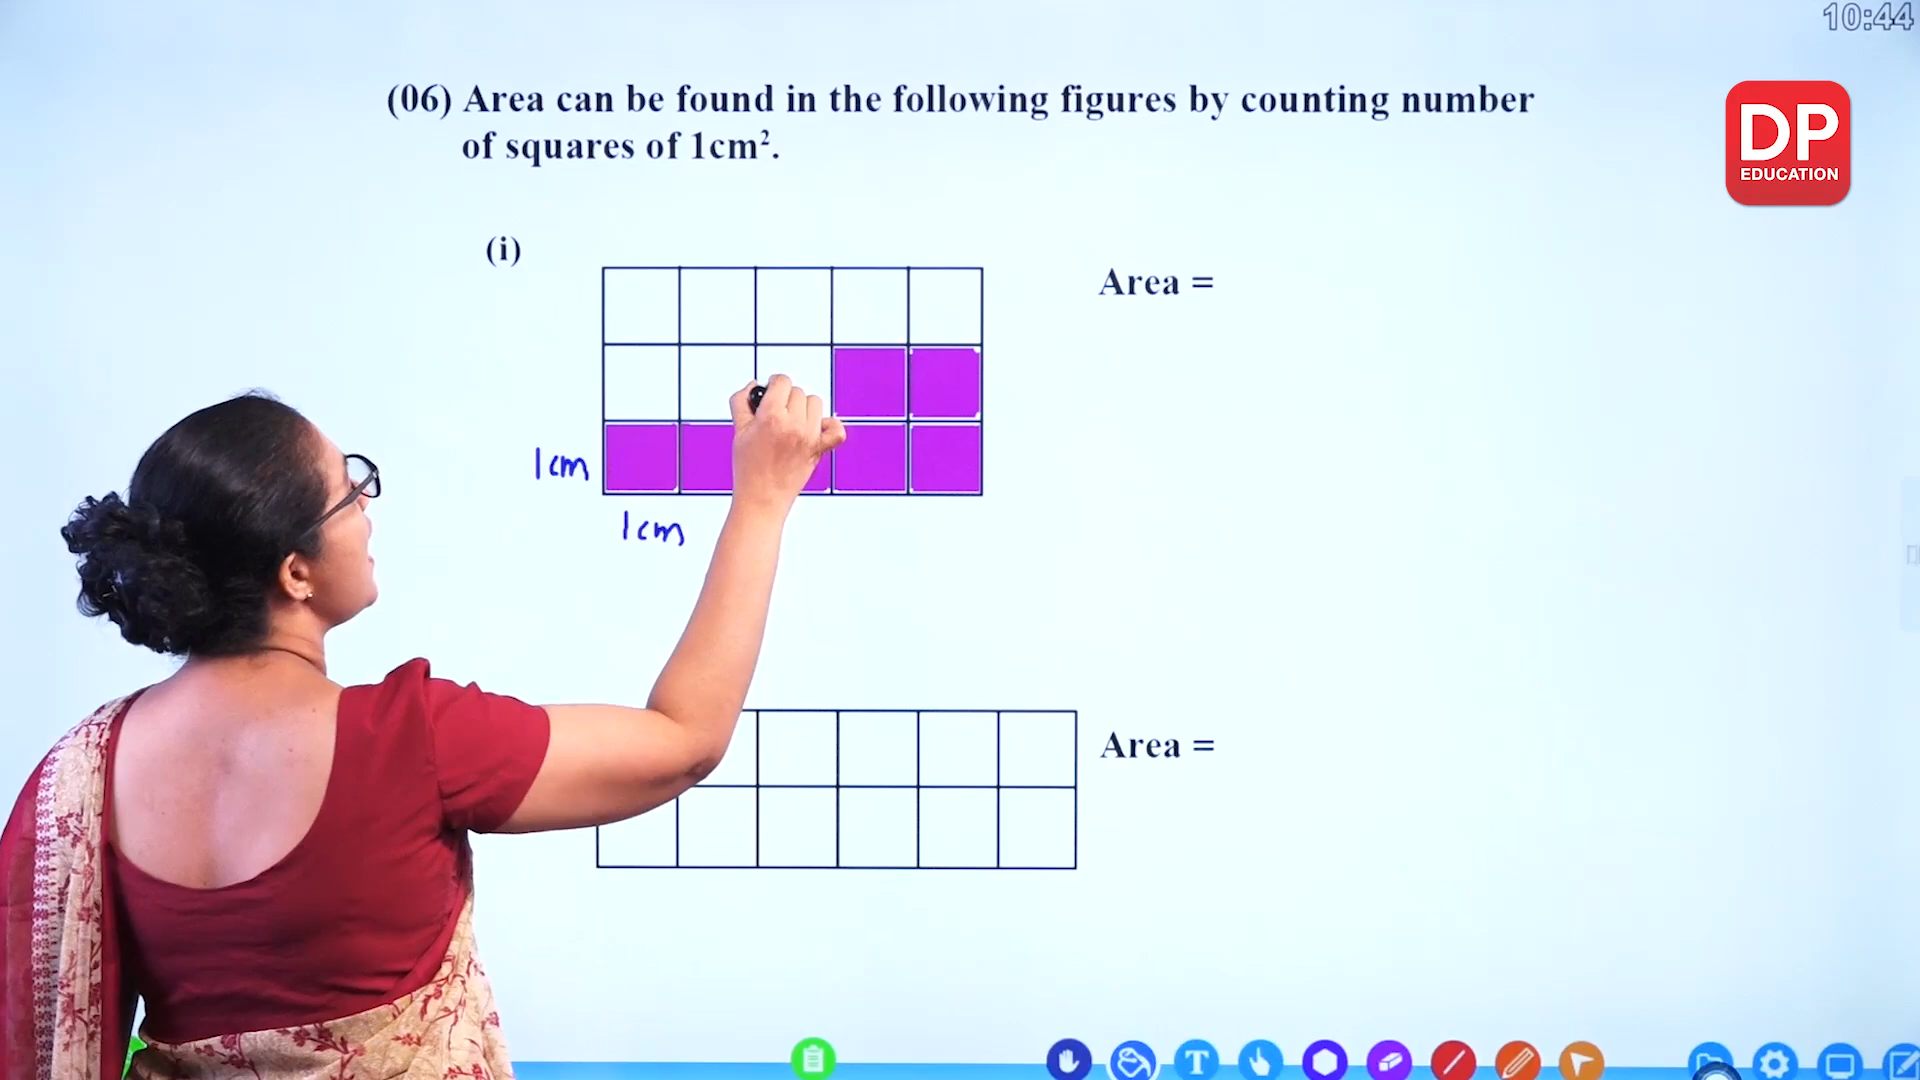 10:44
(06) Area can be found in the following figures by counting number
of squares of 1cm².
DP
EDUCATION
(i)
Area =
1cm
1cm
Area =
T